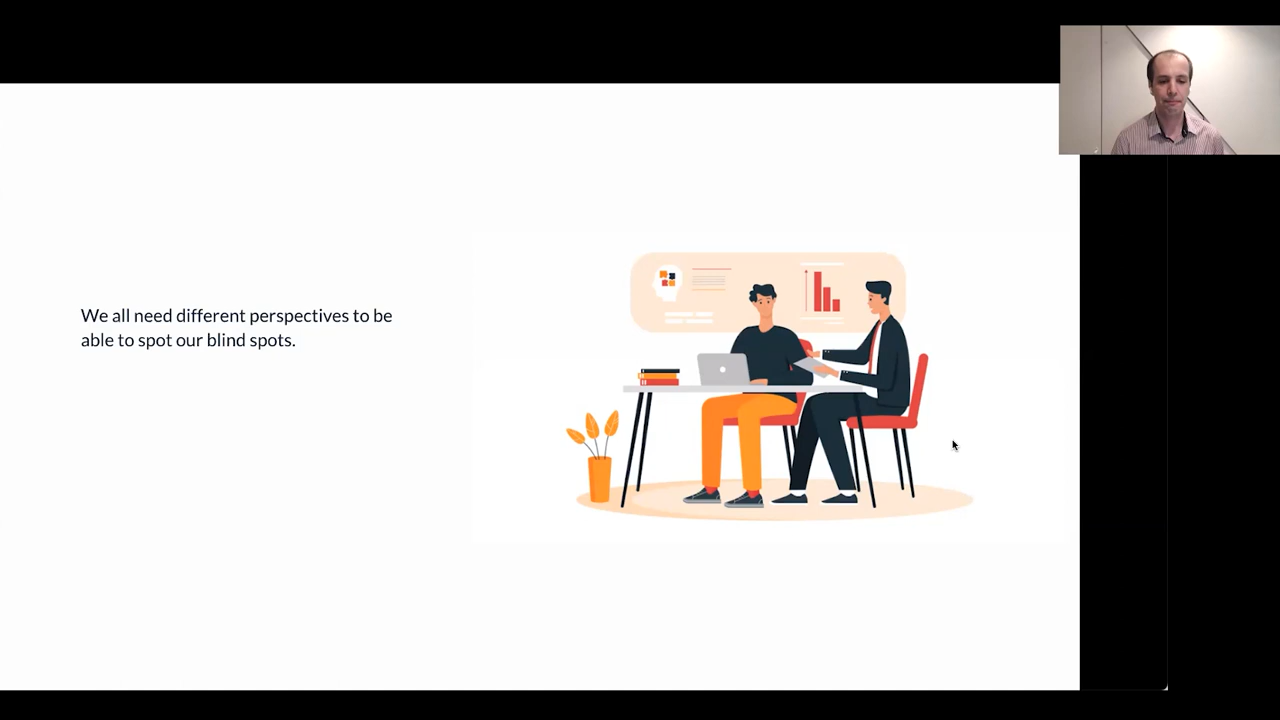 We all need different perspectives to be
able to spot our blind spots.